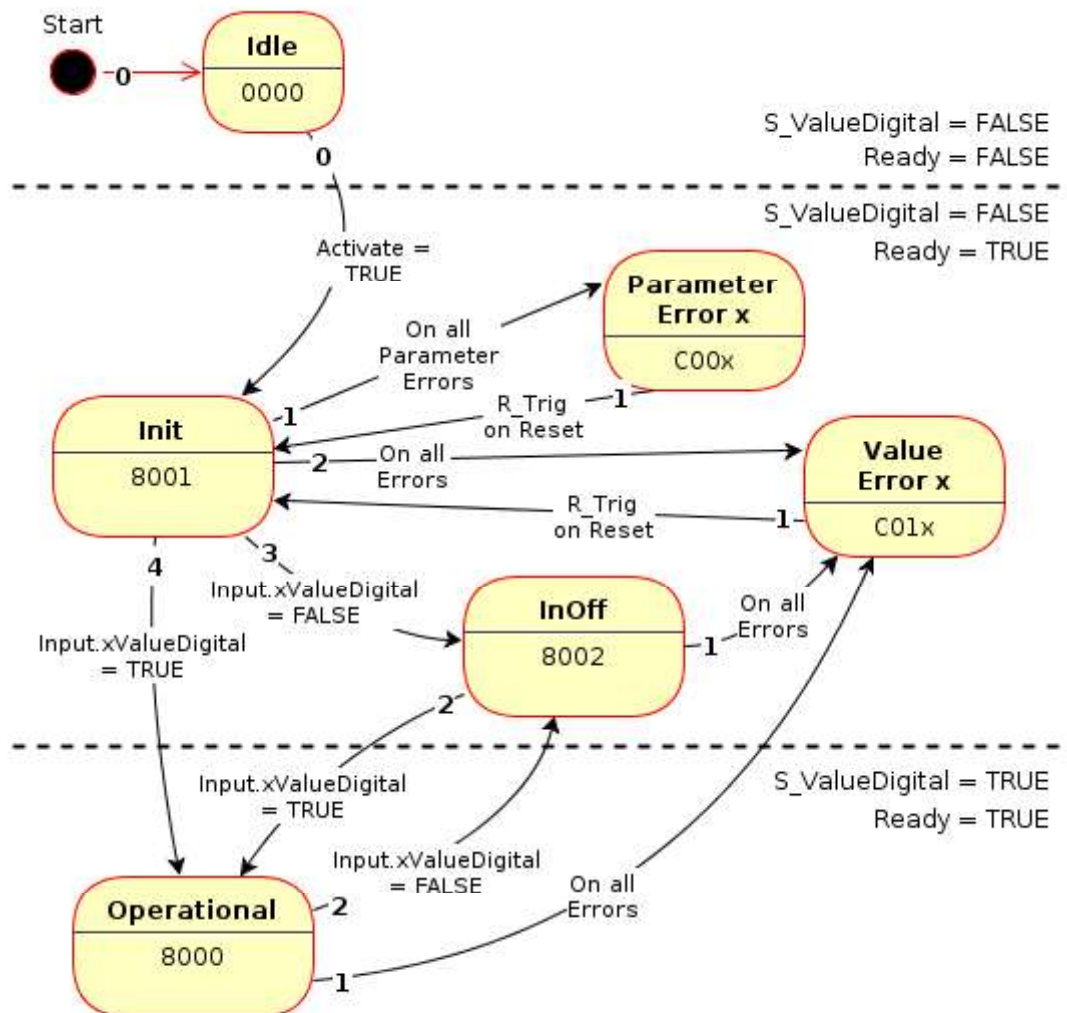 Start
Idle
0000
0
0
S_ValueDigital = FALSE
Ready = FALSE
S_ValueDigital = FALSE
Ready = TRUE
Activate =
TRUE
Parameter
Error x
C00x
On all
Parameter
Errors
1
1
R_Trig
on Reset
Init
8001
2
On all
Errors
Value
Error x
C01x
R_Trig
on Reset
1
4
3
Input.xValueDigital
= FALSE
InOff
8002
On all
Errors
1
Input.xValueDigital
= TRUE
2
Input.xValueDigital
= TRUE
S_ValueDigital = TRUE
Ready = TRUE
Input.xValueDigital
= FALSE
On all
Errors
Operational
8000
2
1